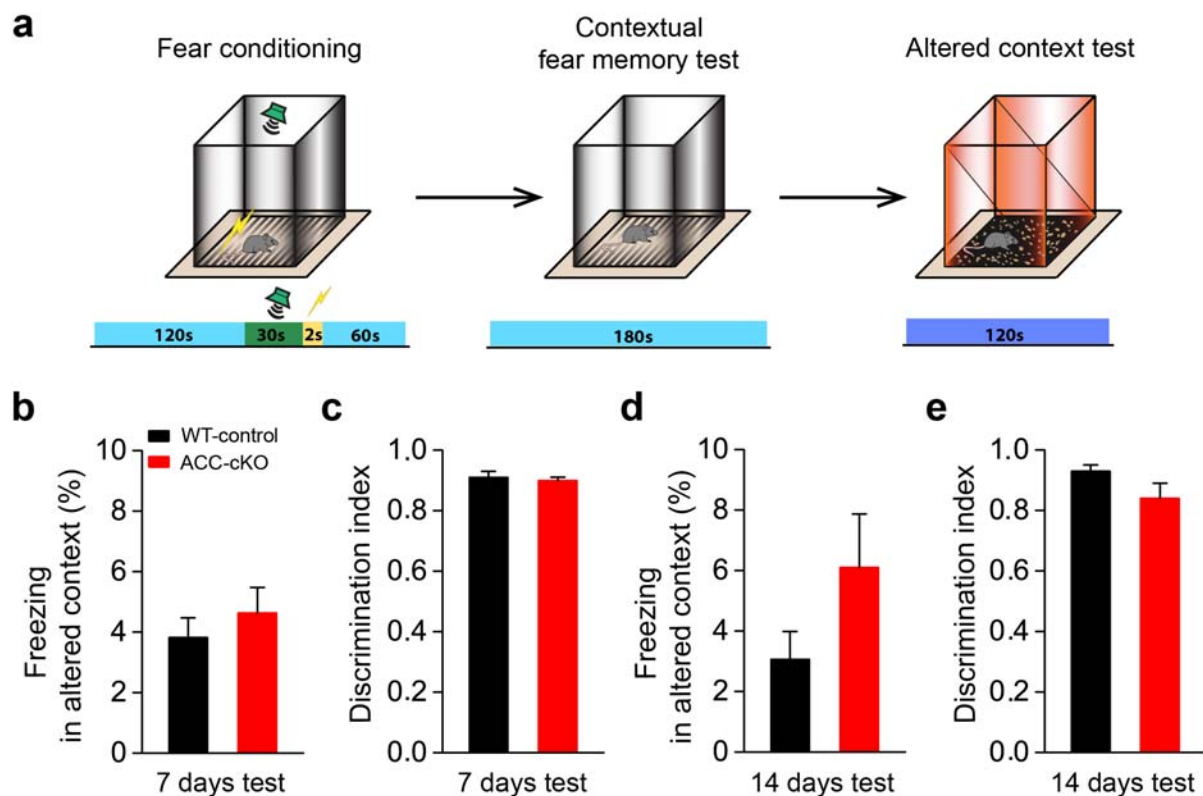 a
Fear conditioning
Contextual
fear memory test
Altered context test
120s 30s 2s 60s
180s
120s
b
WT-control
ACC-cKO
Freezing
in altered context (%)
10
8
6
4
2
0
7 days test
c
Discrimination index
1.0
0.8
0.6
0.4
0.2
0.0
7 days test
d
Freezing
in altered context (%)
10
8
6
4
2
0
14 days test
e
Discrimination index
1.0
0.8
0.6
0.4
0.2
0.0
14 days test